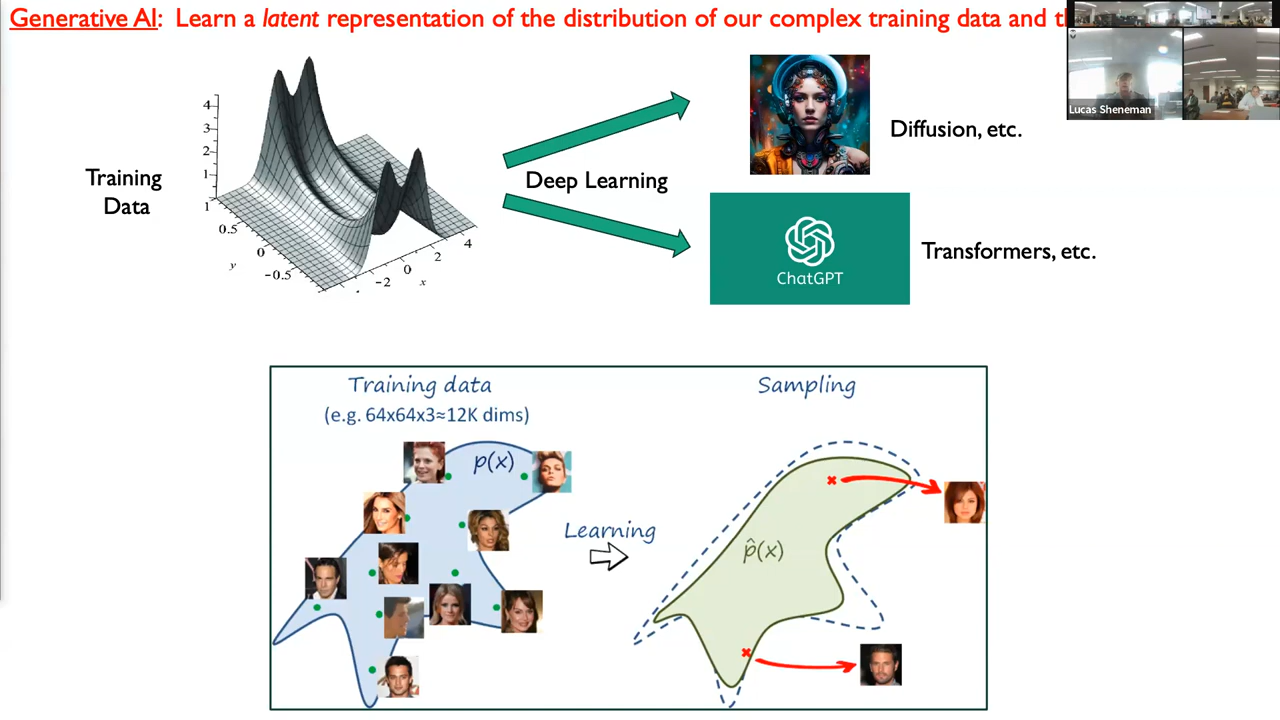 Generative AI: Learn a latent representation of the distribution of our complex training data and
Lucas Sheneman
Training
Data
4
3
2
1
1
0.5
0
-0.5
y
-2
0
2
4
x
Deep Learning
Diffusion, etc.
ChatGPT
Transformers, etc.
Training data
(e.g. 64x64x3≈12K dims)
p(x)
Learning
Sampling
p̂(x)